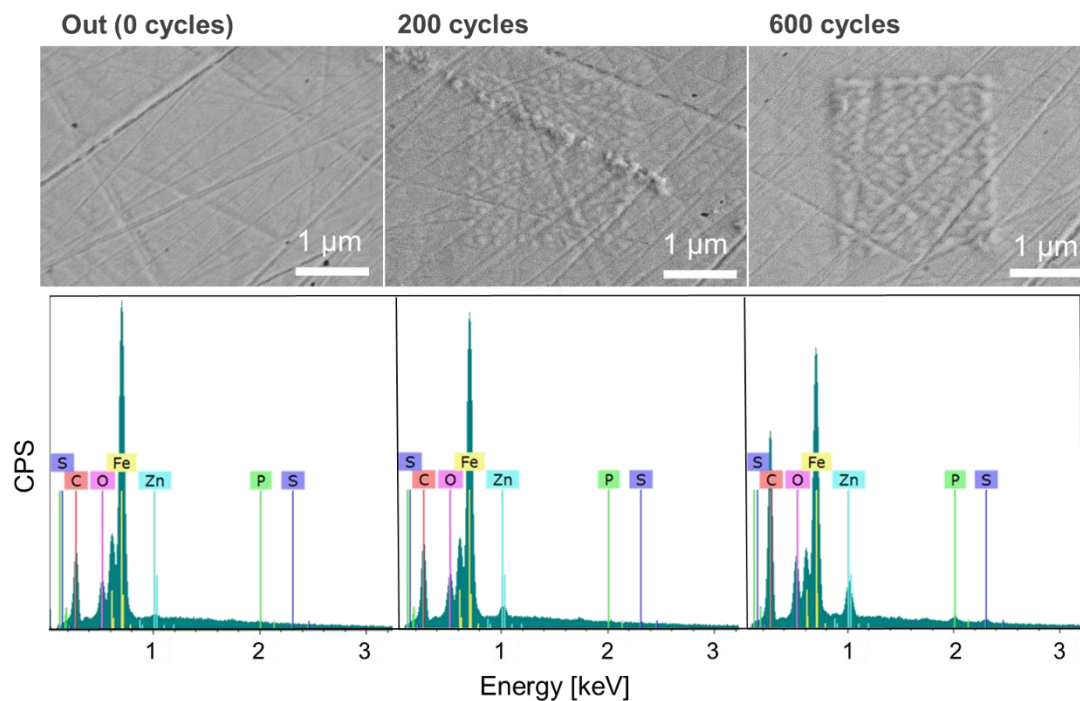 Out (0 cycles)
200 cycles
600 cycles
1 μm
1 μm
1 μm
CPS
S
C
O
Fe
Zn
P
S
1
2
3
S
C
O
Fe
Zn
P
S
1
2
3
S
C
O
Fe
Zn
P
S
1
2
3
Energy [keV]